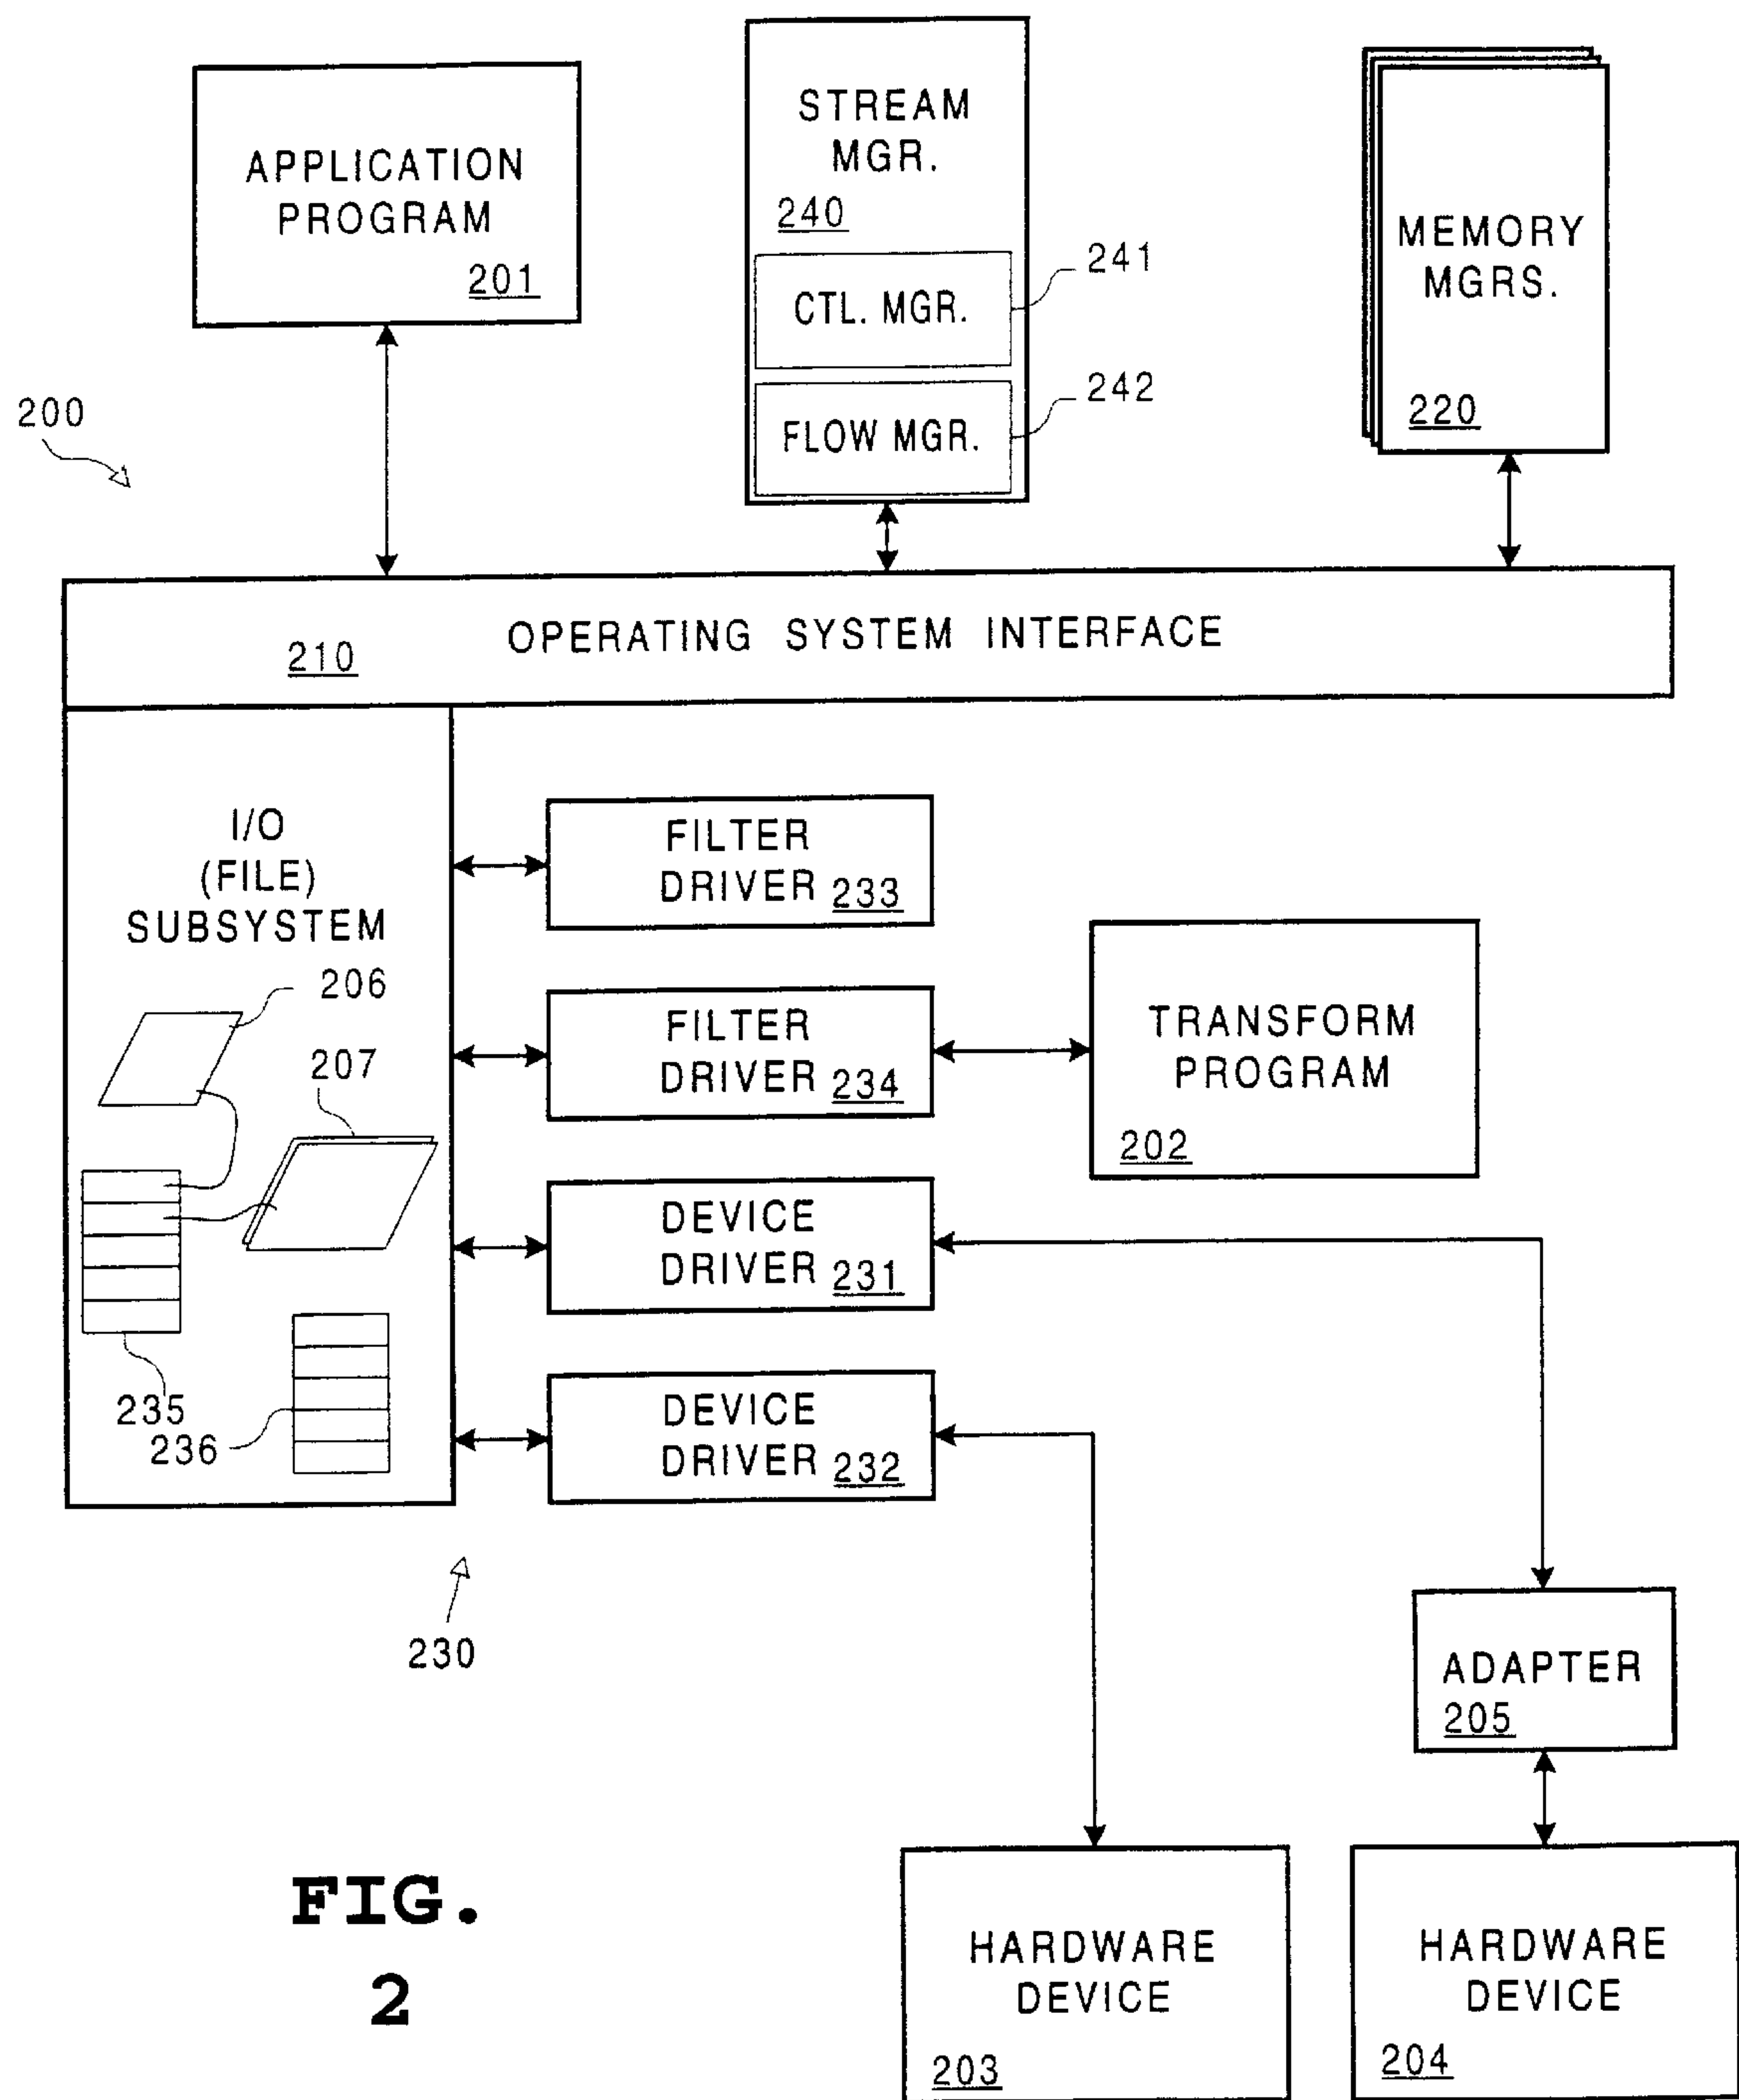 APPLICATION
PROGRAM
201
STREAM
MGR.
240
CTL. MGR.
241
FLOW MGR.
242
MEMORY
MGRS.
220
200
210
OPERATING SYSTEM INTERFACE
I/O
(FILE)
SUBSYSTEM
206
207
235
236
FILTER
DRIVER 233
FILTER
DRIVER 234
TRANSFORM
PROGRAM
202
DEVICE
DRIVER 231
DEVICE
DRIVER 232
230
ADAPTER
205
HARDWARE
DEVICE
203
HARDWARE
DEVICE
204
FIG.
2